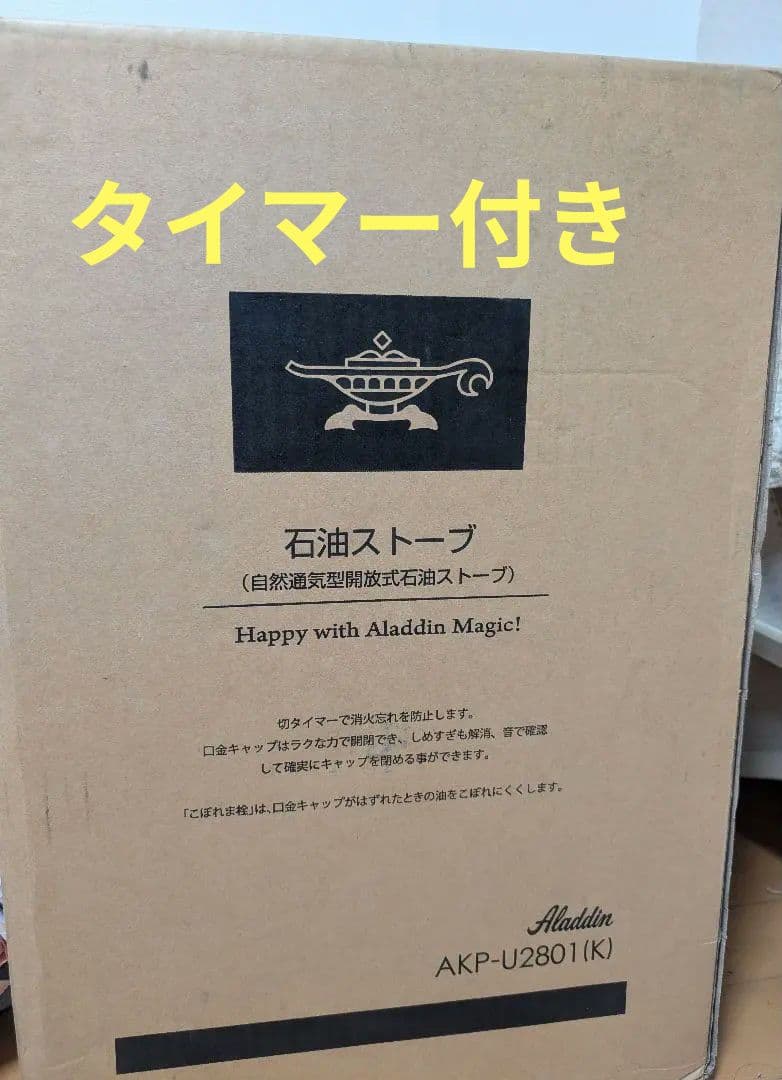 タイマー付き
石油ストーブ
（自然通気型開放式石油ストーブ）
Happy with Aladdin Magic!
切タイマーで消火忘れを防止します。
口金キャップはラクな力で開閉でき、しめすぎも解消、音で確認
して確実にキャップを閉める事ができます。
「こぼれま栓」は、口金キャップがはずれたときの油をこぼれにくくします。
Aladdin
AKP-U2801(K)